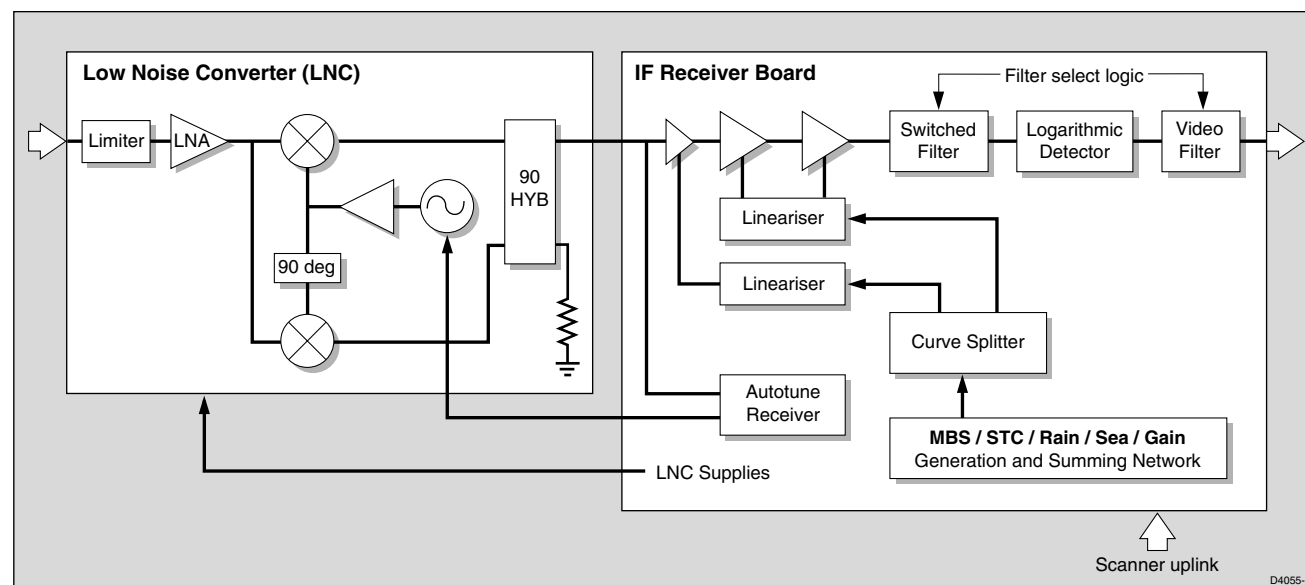 Low Noise Converter (LNC)
Limiter
LNA
90 deg
90
HYB
IF Receiver Board
Filter select logic
Switched
Filter
Logarithmic
Detector
Video
Filter
Lineariser
Lineariser
Curve Splitter
Autotune
Receiver
MBS / STC / Rain / Sea / Gain
Generation and Summing Network
LNC Supplies
Scanner uplink
D4055-